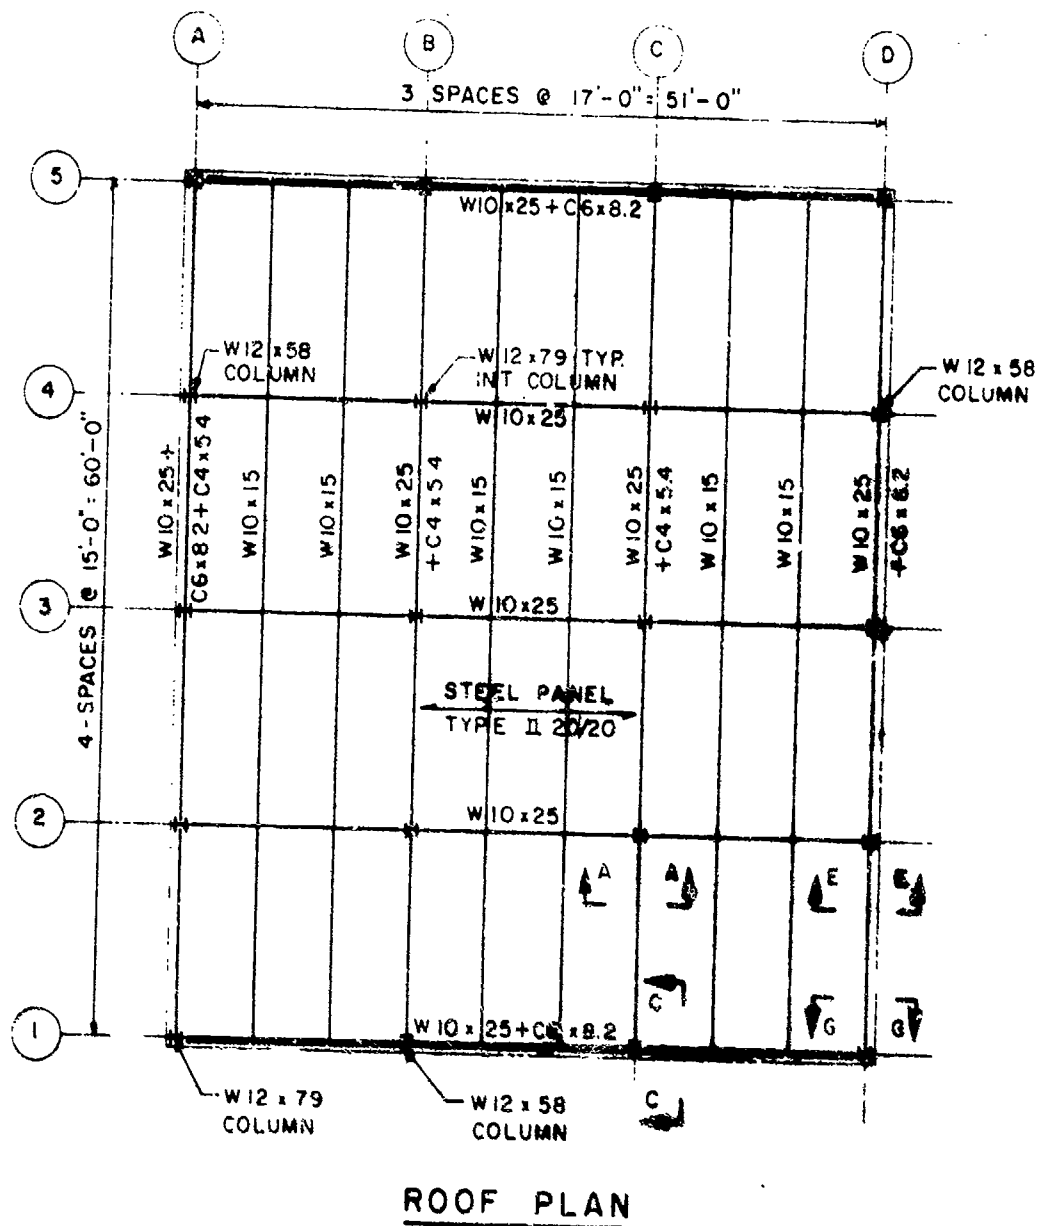 A
B
C
D
3 SPACES @ 17'-0" = 51'-0"
5
W10x25+C6x8.2
W12x58
COLUMN
W12x79 TYP.
INT COLUMN
W12x58
COLUMN
4
W10x25
4-SPACES @ 15'-0" = 60'-0"
W10x25+
C6x8.2+C4x5.4
W10x15
W10x15
W10x25
+C4x5.4
W10x15
W10x15
W10x25
+C4x5.4
W10x15
W10x15
W10x25
+C6x8.2
3
W10x25
STEEL PANEL
TYPE II 20/20
2
W10x25
A
A
E
E
C
G
G
1
W10x25+C6x8.2
C
W12x79
COLUMN
W12x58
COLUMN
ROOF PLAN